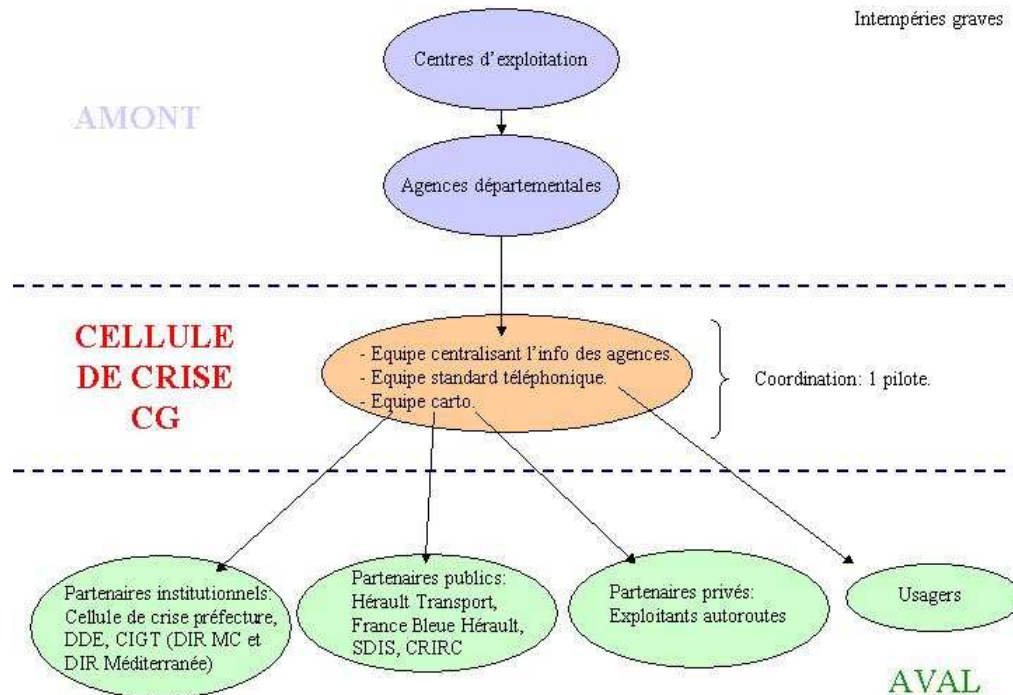 Intempéries graves
Centres d'exploitation
AMONT
Agences départementales
CELLULE
DE CRISE
CG
- Equipe centralisant l'info des agences.
- Equipe standard téléphonique.
- Equipe carto.
Coordination: 1 pilote.
Partenaires institutionnels:
Cellule de crise préfecture,
DDE, CIGT (DIR MC et
DIR Méditerranée)
Partenaires publics:
Hérault Transport,
France Bleue Hérault,
SDIS, CRIRC
Partenaires privés:
Exploitants autoroutes
Usagers
AVAL